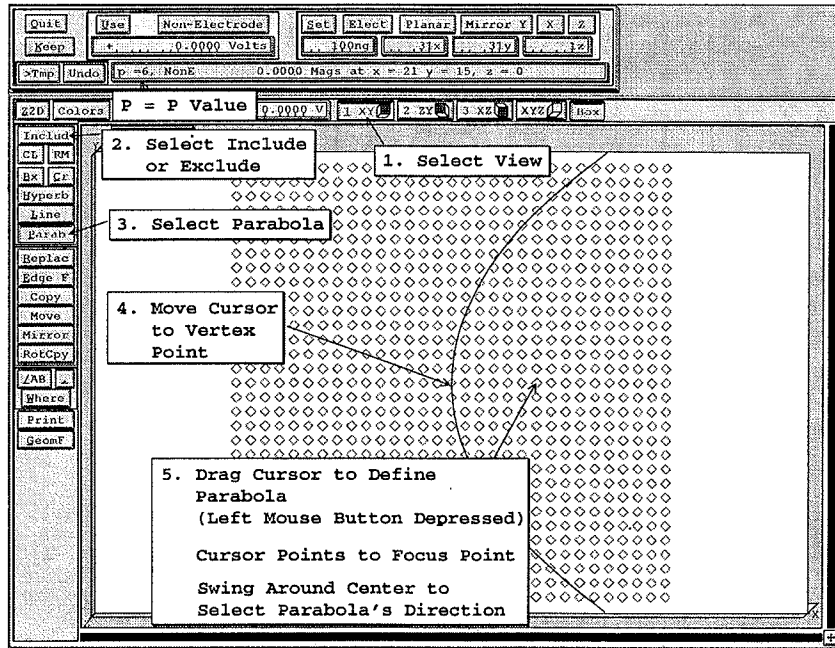 Quit Use Non-Electrode Set Elect Planar Mirror Y X Z
Keep 0.0000 Volts 100ng 31x 31y 1z
>Tmp Undo p =6, NonE 0.0000 Mags at x = 21 y = 15, z = 0
P = P Value
Z2D Colors 0.0000 V 1 XY 2 ZY 3 XZ XYZ Box
Includ
2. Select Include
or Exclude
1. Select View
CL RM
Bx Cr
Hyperb
Line
Parab
3. Select Parabola
Replac
Edge F
Copy
Move
Mirror
RotCpy
4. Move Cursor
to Vertex
Point
∠AB
Where
Print
GeomF
5. Drag Cursor to Define
Parabola
(Left Mouse Button Depressed)
Cursor Points to Focus Point
Swing Around Center to
Select Parabola's Direction